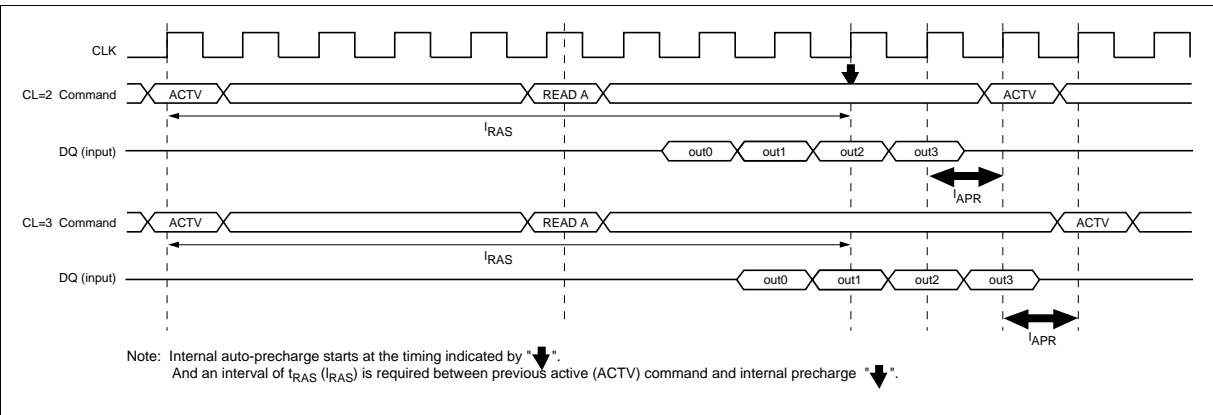 CLK
CL=2 Command ACTV READ A ACTV
lRAS
DQ (input) out0 out1 out2 out3
lAPR
CL=3 Command ACTV READ A ACTV
lRAS
DQ (input) out0 out1 out2 out3
lAPR
Note: Internal auto-precharge starts at the timing indicated by " ".
And an interval of tRAS (lRAS) is required between previous active (ACTV) command and internal precharge " ".